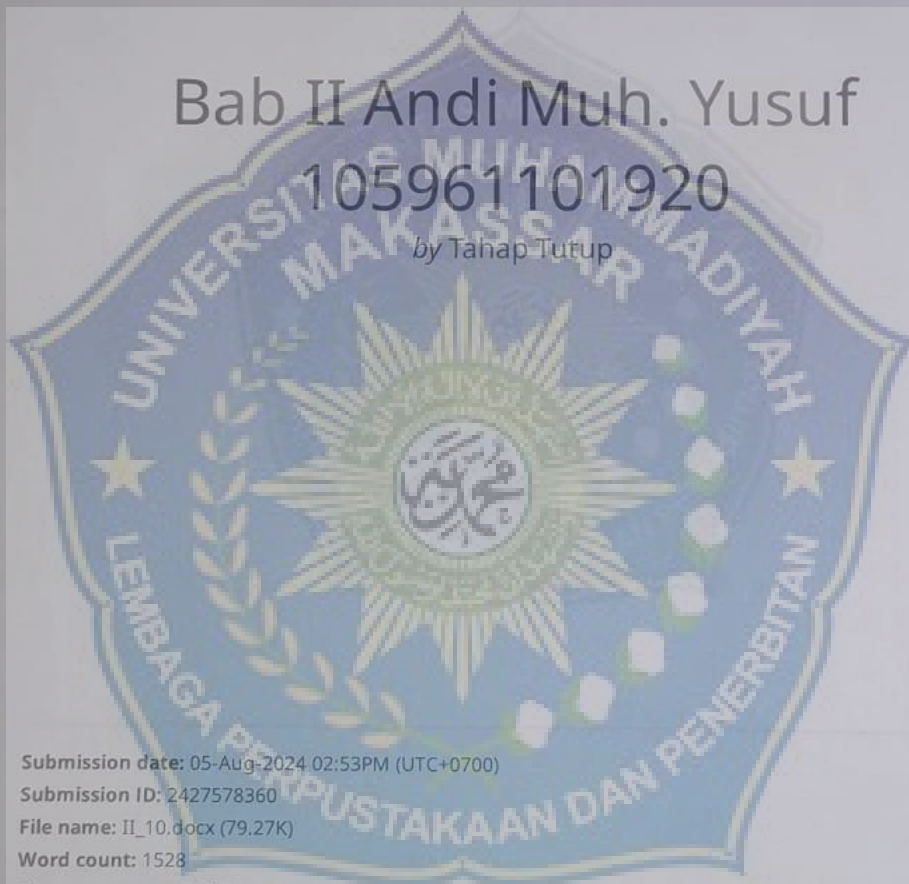 Bab II Andi Muh. Yusuf
105961101920
by Tahap Tutup
UNIVERSITAS MUHAMMADIYAH
MAKASSAR
LEMBAGA PERPUSTAKAAN DAN PENERBITAN
Submission date: 05-Aug-2024 02:53PM (UTC+0700)
Submission ID: 2427578360
File name: II_10.docx (79.27K)
Word count: 1528